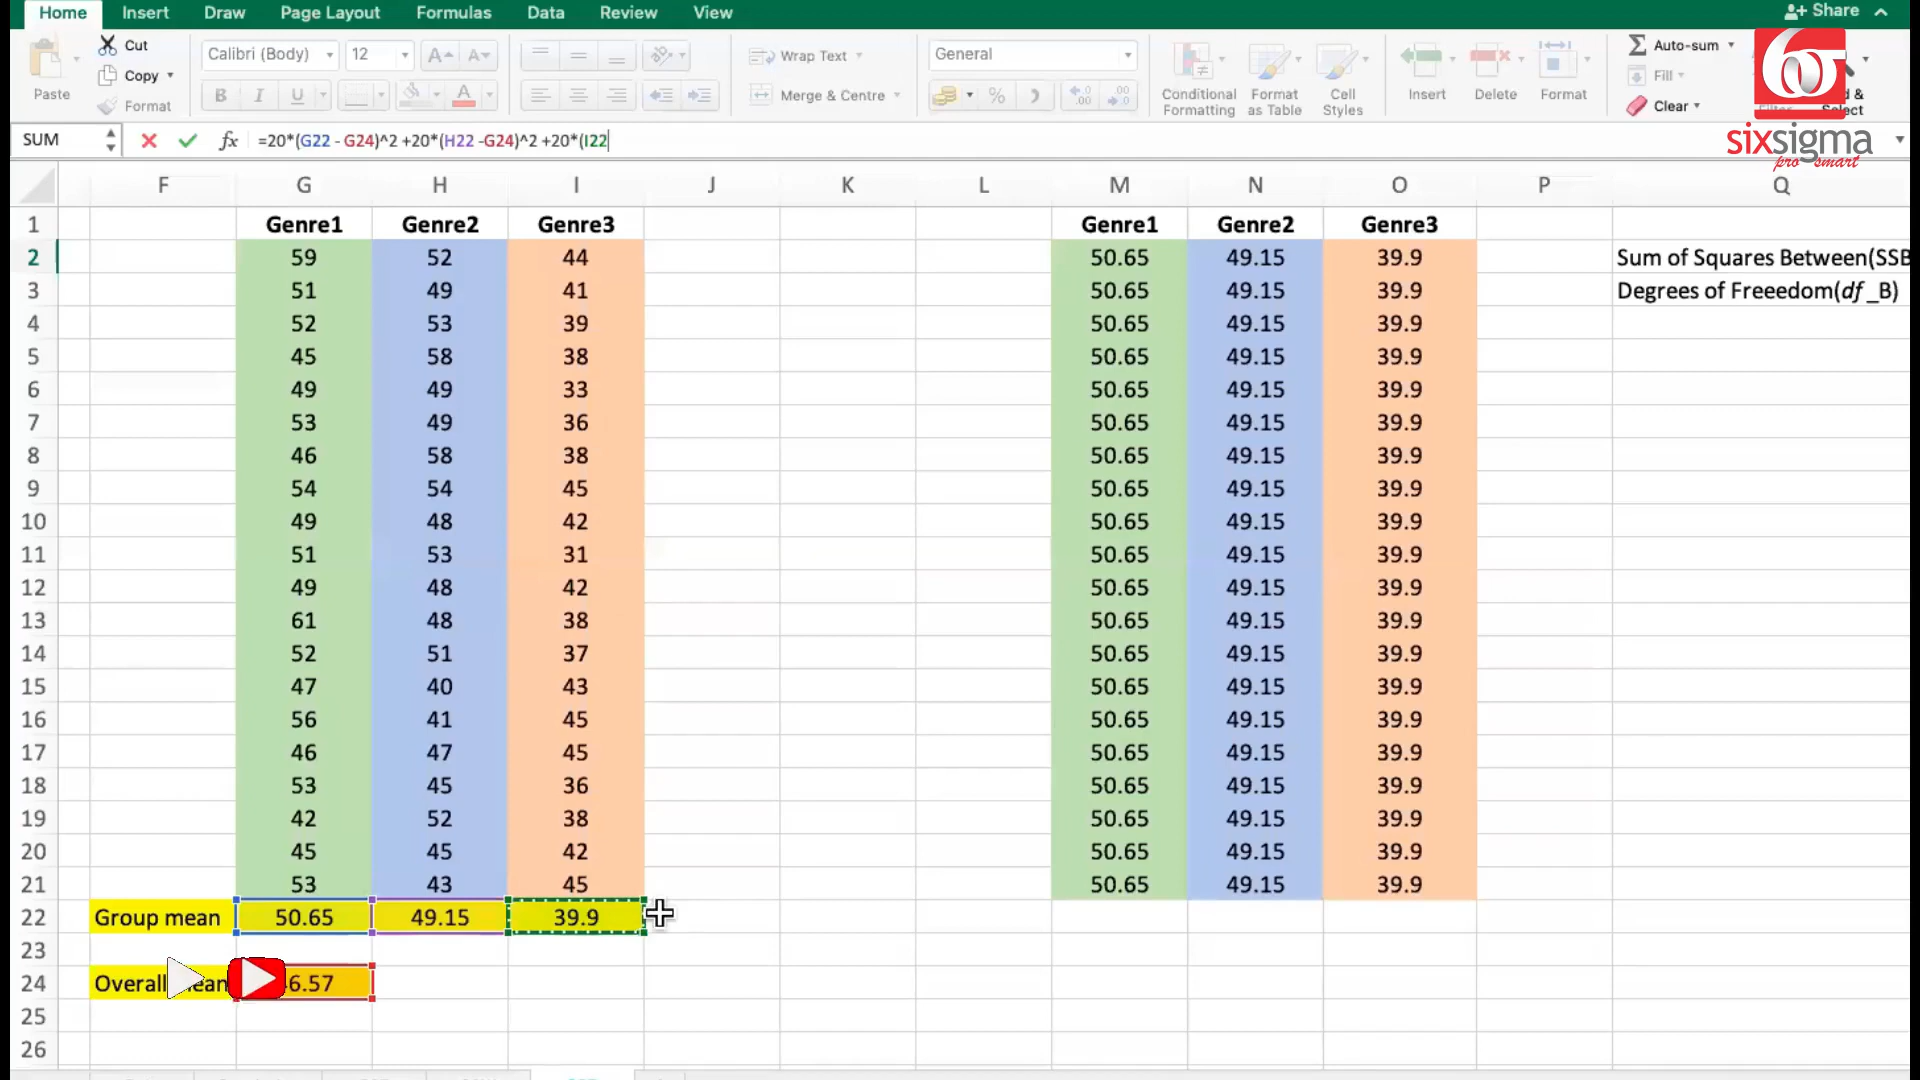 Home Insert Draw Page Layout Formulas Data Review View Share
Cut Calibri (Body) 12 Wrap Text General Auto-sum
Copy Fill
Paste Format B I U Merge & Centre % Conditional Formatting Format as Table Cell Styles Insert Delete Format Clear
6σ
sixsigma
pro smart
SUM fx =20*(G22 - G24)^2 +20*(H22 -G24)^2 +20*(I22
F G H I J K L M N O P Q
1 Genre1 Genre2 Genre3 Genre1 Genre2 Genre3
2 59 52 44 50.65 49.15 39.9 Sum of Squares Between(SSB
3 51 49 41 50.65 49.15 39.9 Degrees of Freeedom(df _B)
4 52 53 39 50.65 49.15 39.9
5 45 58 38 50.65 49.15 39.9
6 49 49 33 50.65 49.15 39.9
7 53 49 36 50.65 49.15 39.9
8 46 58 38 50.65 49.15 39.9
9 54 54 45 50.65 49.15 39.9
10 49 48 42 50.65 49.15 39.9
11 51 53 31 50.65 49.15 39.9
12 49 48 42 50.65 49.15 39.9
13 61 48 38 50.65 49.15 39.9
14 52 51 37 50.65 49.15 39.9
15 47 40 43 50.65 49.15 39.9
16 56 41 45 50.65 49.15 39.9
17 46 47 45 50.65 49.15 39.9
18 53 45 36 50.65 49.15 39.9
19 42 52 38 50.65 49.15 39.9
20 45 45 42 50.65 49.15 39.9
21 53 43 45 50.65 49.15 39.9
22 Group mean 50.65 49.15 39.9
23
24 Overall mean 6.57
25
26